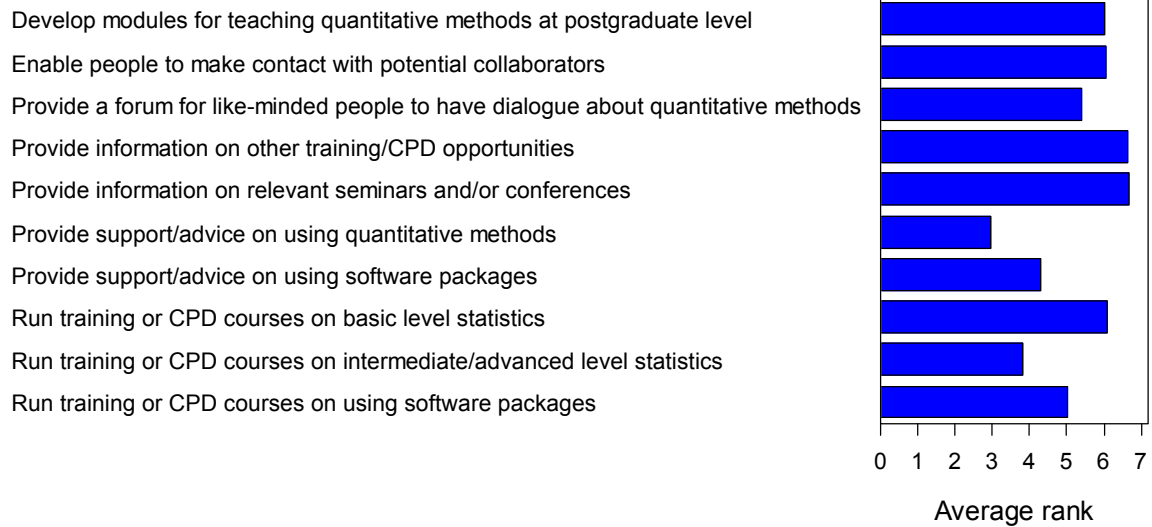 Develop modules for teaching quantitative methods at postgraduate level
Enable people to make contact with potential collaborators
Provide a forum for like-minded people to have dialogue about quantitative methods
Provide information on other training/CPD opportunities
Provide information on relevant seminars and/or conferences
Provide support/advice on using quantitative methods
Provide support/advice on using software packages
Run training or CPD courses on basic level statistics
Run training or CPD courses on intermediate/advanced level statistics
Run training or CPD courses on using software packages
0 1 2 3 4 5 6 7
Average rank